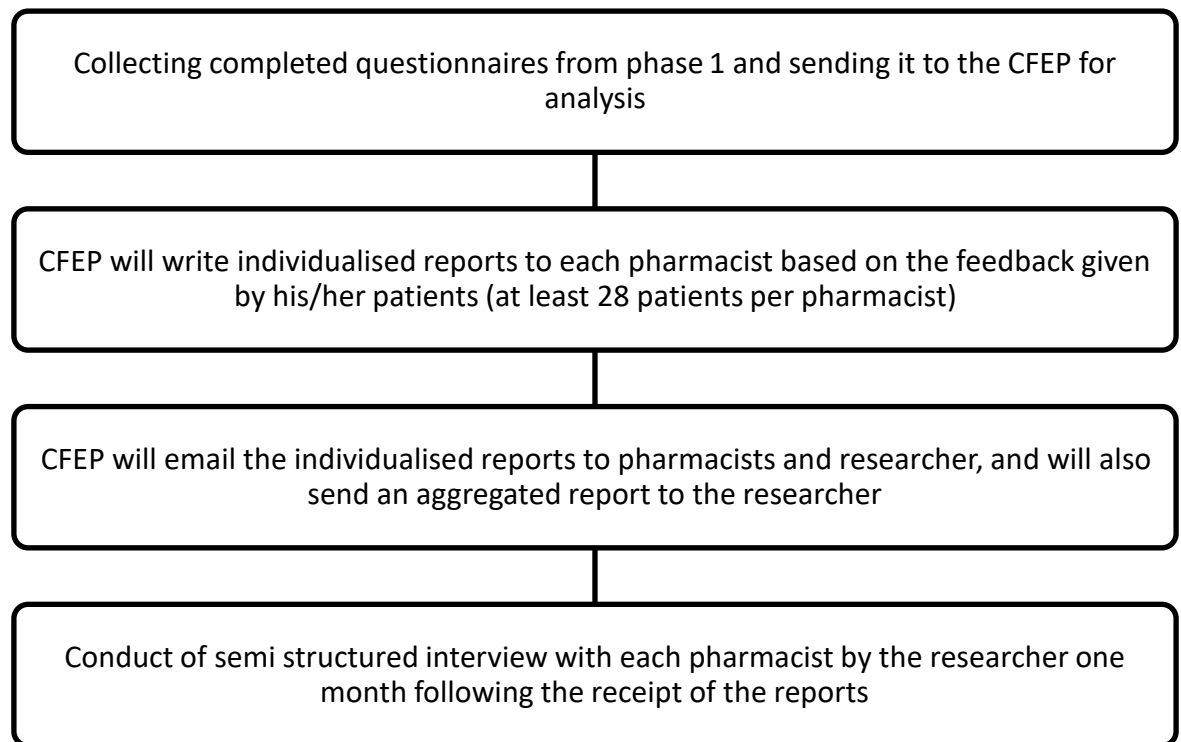 Collecting completed questionnaires from phase 1 and sending it to the CFEP for
analysis
CFEP will write individualised reports to each pharmacist based on the feedback given
by his/her patients (at least 28 patients per pharmacist)
CFEP will email the individualised reports to pharmacists and researcher, and will also
send an aggregated report to the researcher
Conduct of semi structured interview with each pharmacist by the researcher one
month following the receipt of the reports